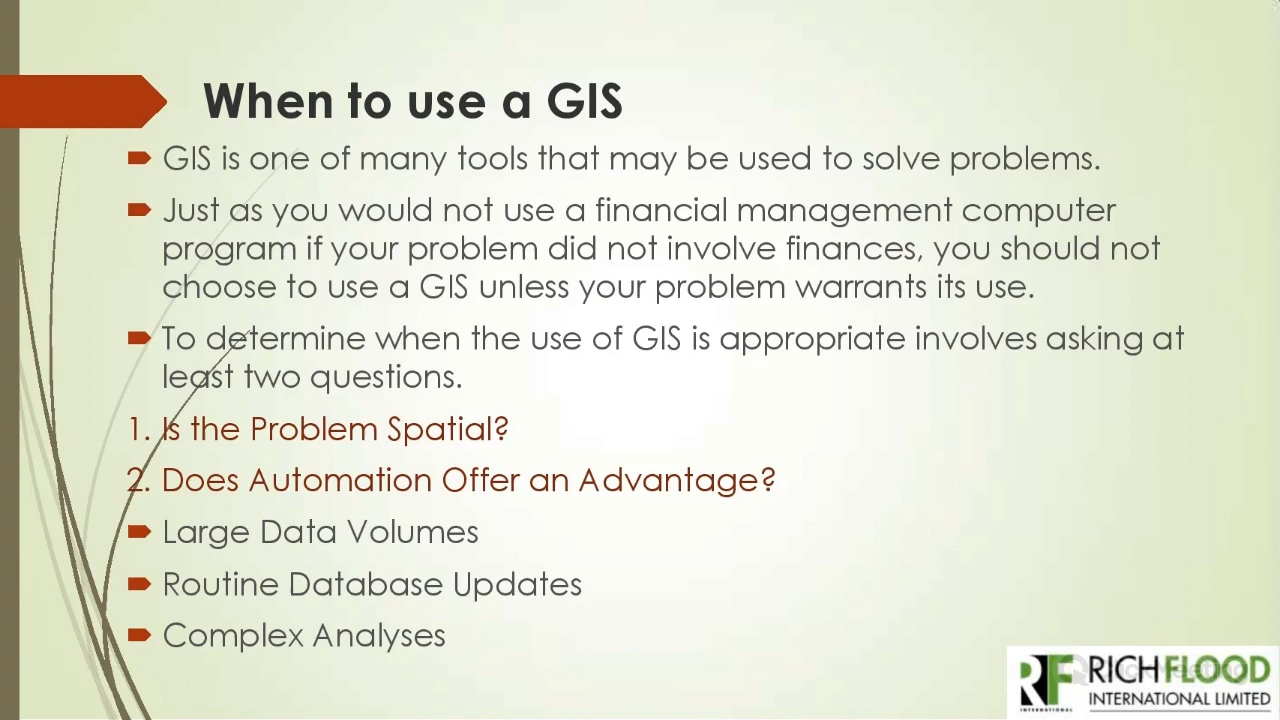 When to use a GIS
GIS is one of many tools that may be used to solve problems.
Just as you would not use a financial management computer
program if your problem did not involve finances, you should not
choose to use a GIS unless your problem warrants its use.
To determine when the use of GIS is appropriate involves asking at
least two questions.
1. Is the Problem Spatial?
2. Does Automation Offer an Advantage?
Large Data Volumes
Routine Database Updates
Complex Analyses
RF RICHFLOOD
INTERNATIONAL INTERNATIONAL LIMITED